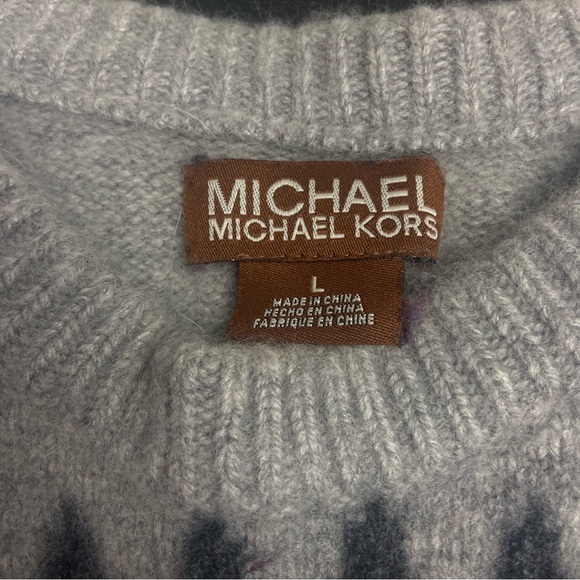 MICHAEL
MICHAEL KORS
L
MADE IN CHINA
HECHO EN CHINA
FABRIQUE EN CHINE